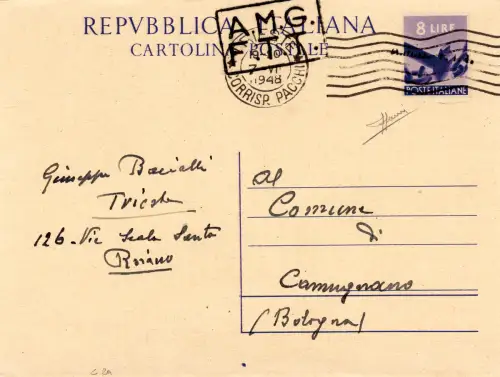 REPVBBLICA ITALIANA
CARTOLINA POSTALE
A.M.G.
F.T.T.
1948
CORRISP. PACCHI
8 LIRE
POSTE ITALIANE
Giuseppe
Trieste
126 - Via Scala Santa
Roiano
Al
Comune
di
Camugnano
(Bologna)